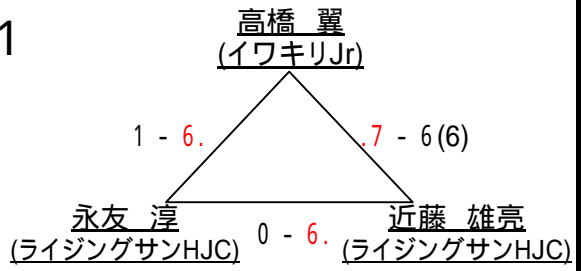 1
高橋 翼
(イワキリJr)
1 - 6.
.7 - 6(6)
永友 淳
(ライジングサンHJC)
0 - 6.
近藤 雄亮
(ライジングサンHJC)